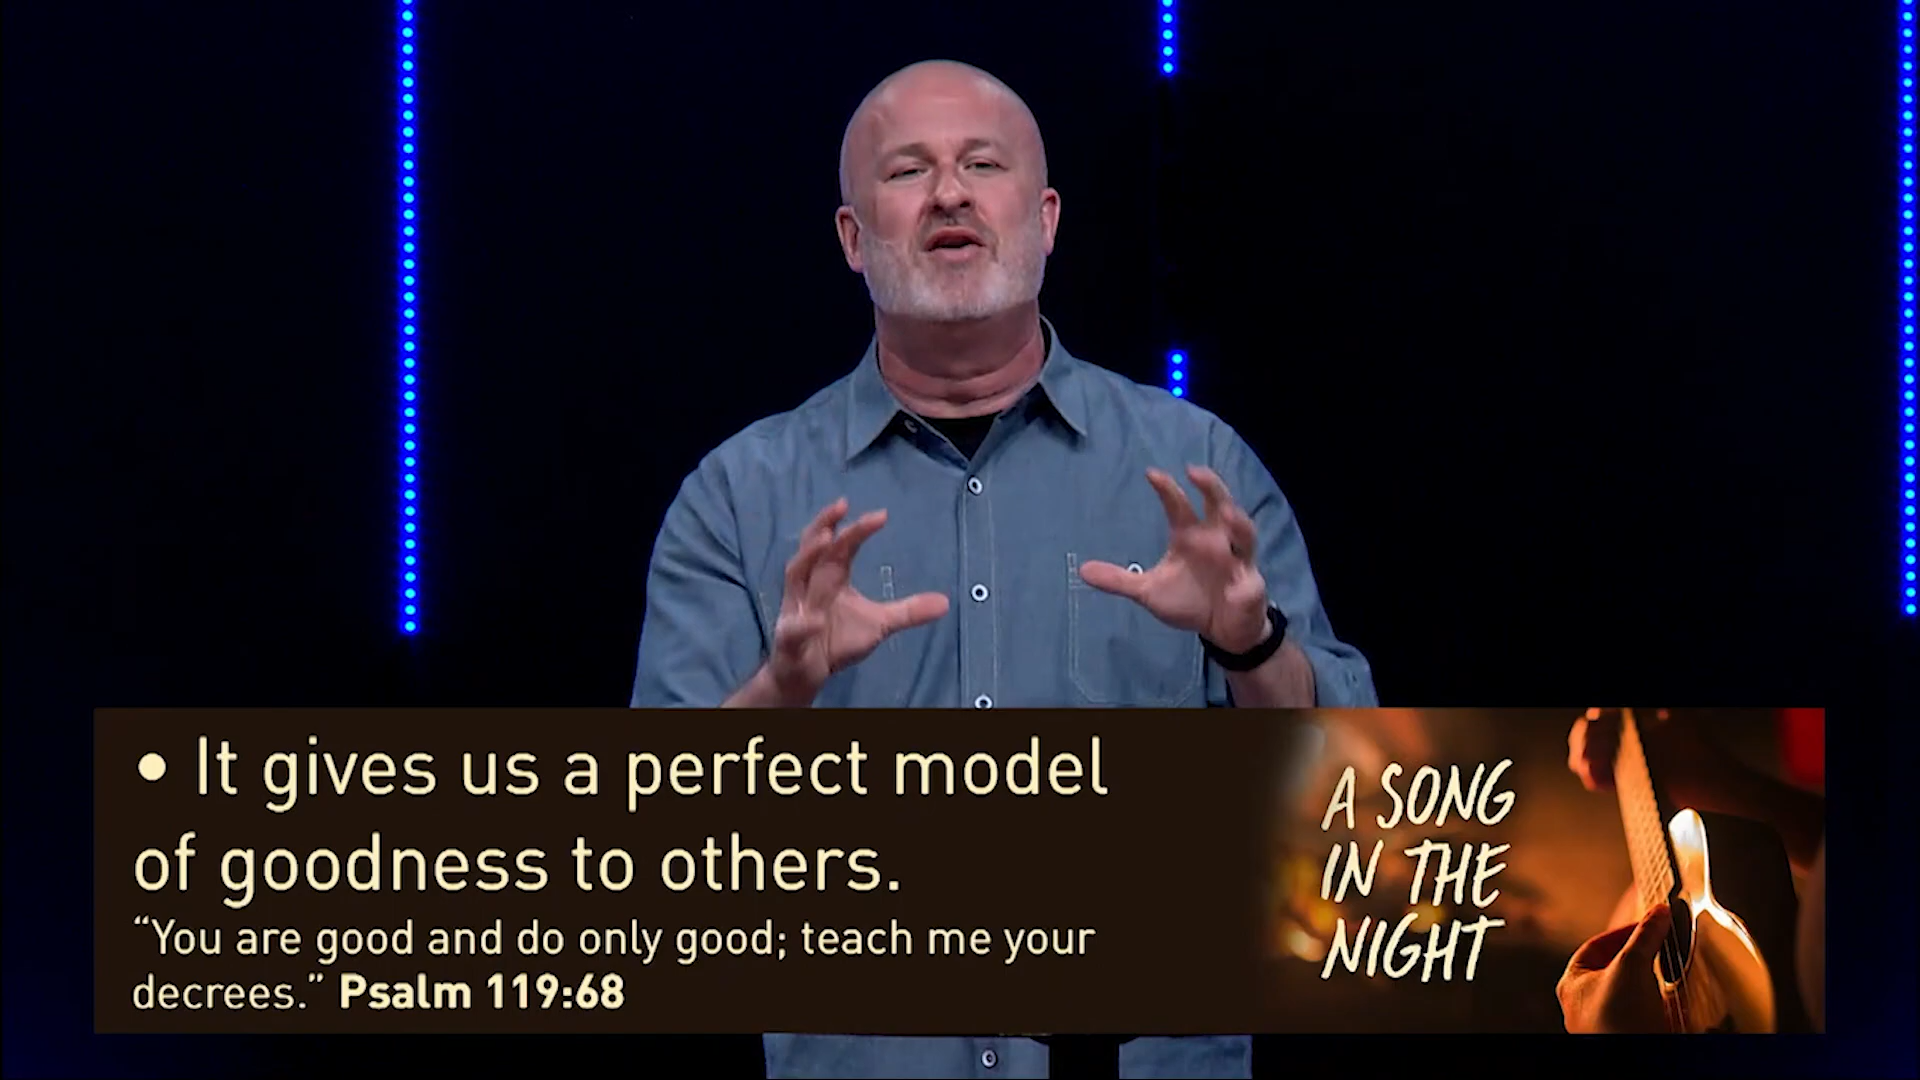 • It gives us a perfect model
of goodness to others.
“You are good and do only good; teach me your
decrees.” Psalm 119:68
A SONG
IN THE
NIGHT